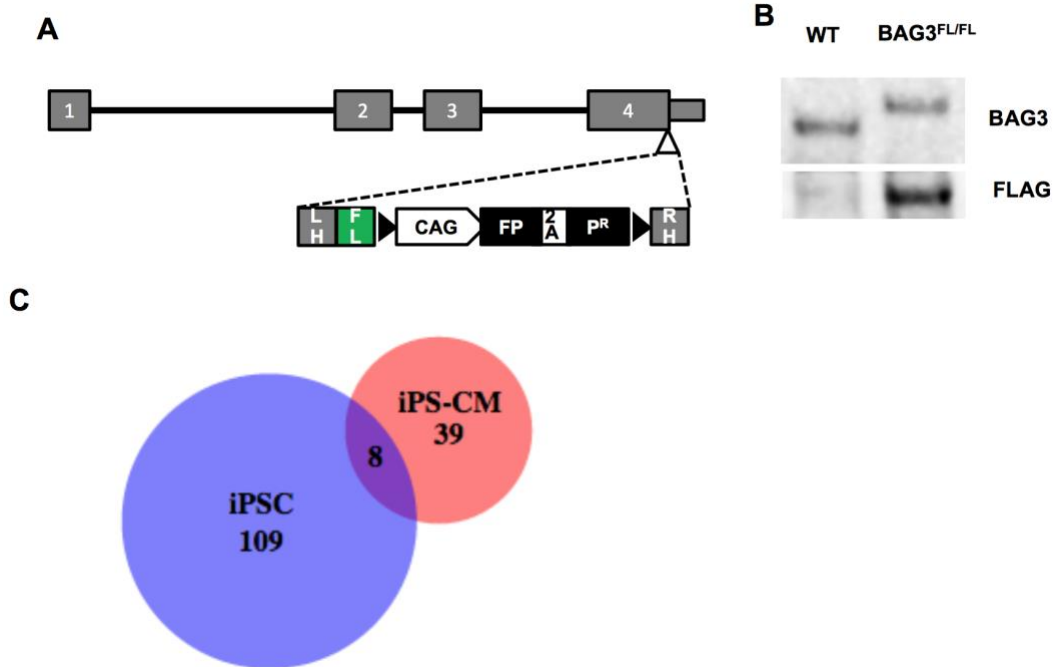 A
1
2
3
4
L
H
F
L
CAG
FP
2
A
Pᴿ
R
H
B
WT
BAG3ᶠᴸ/ᶠᴸ
BAG3
FLAG
C
iPSC
109
8
iPS-CM
39